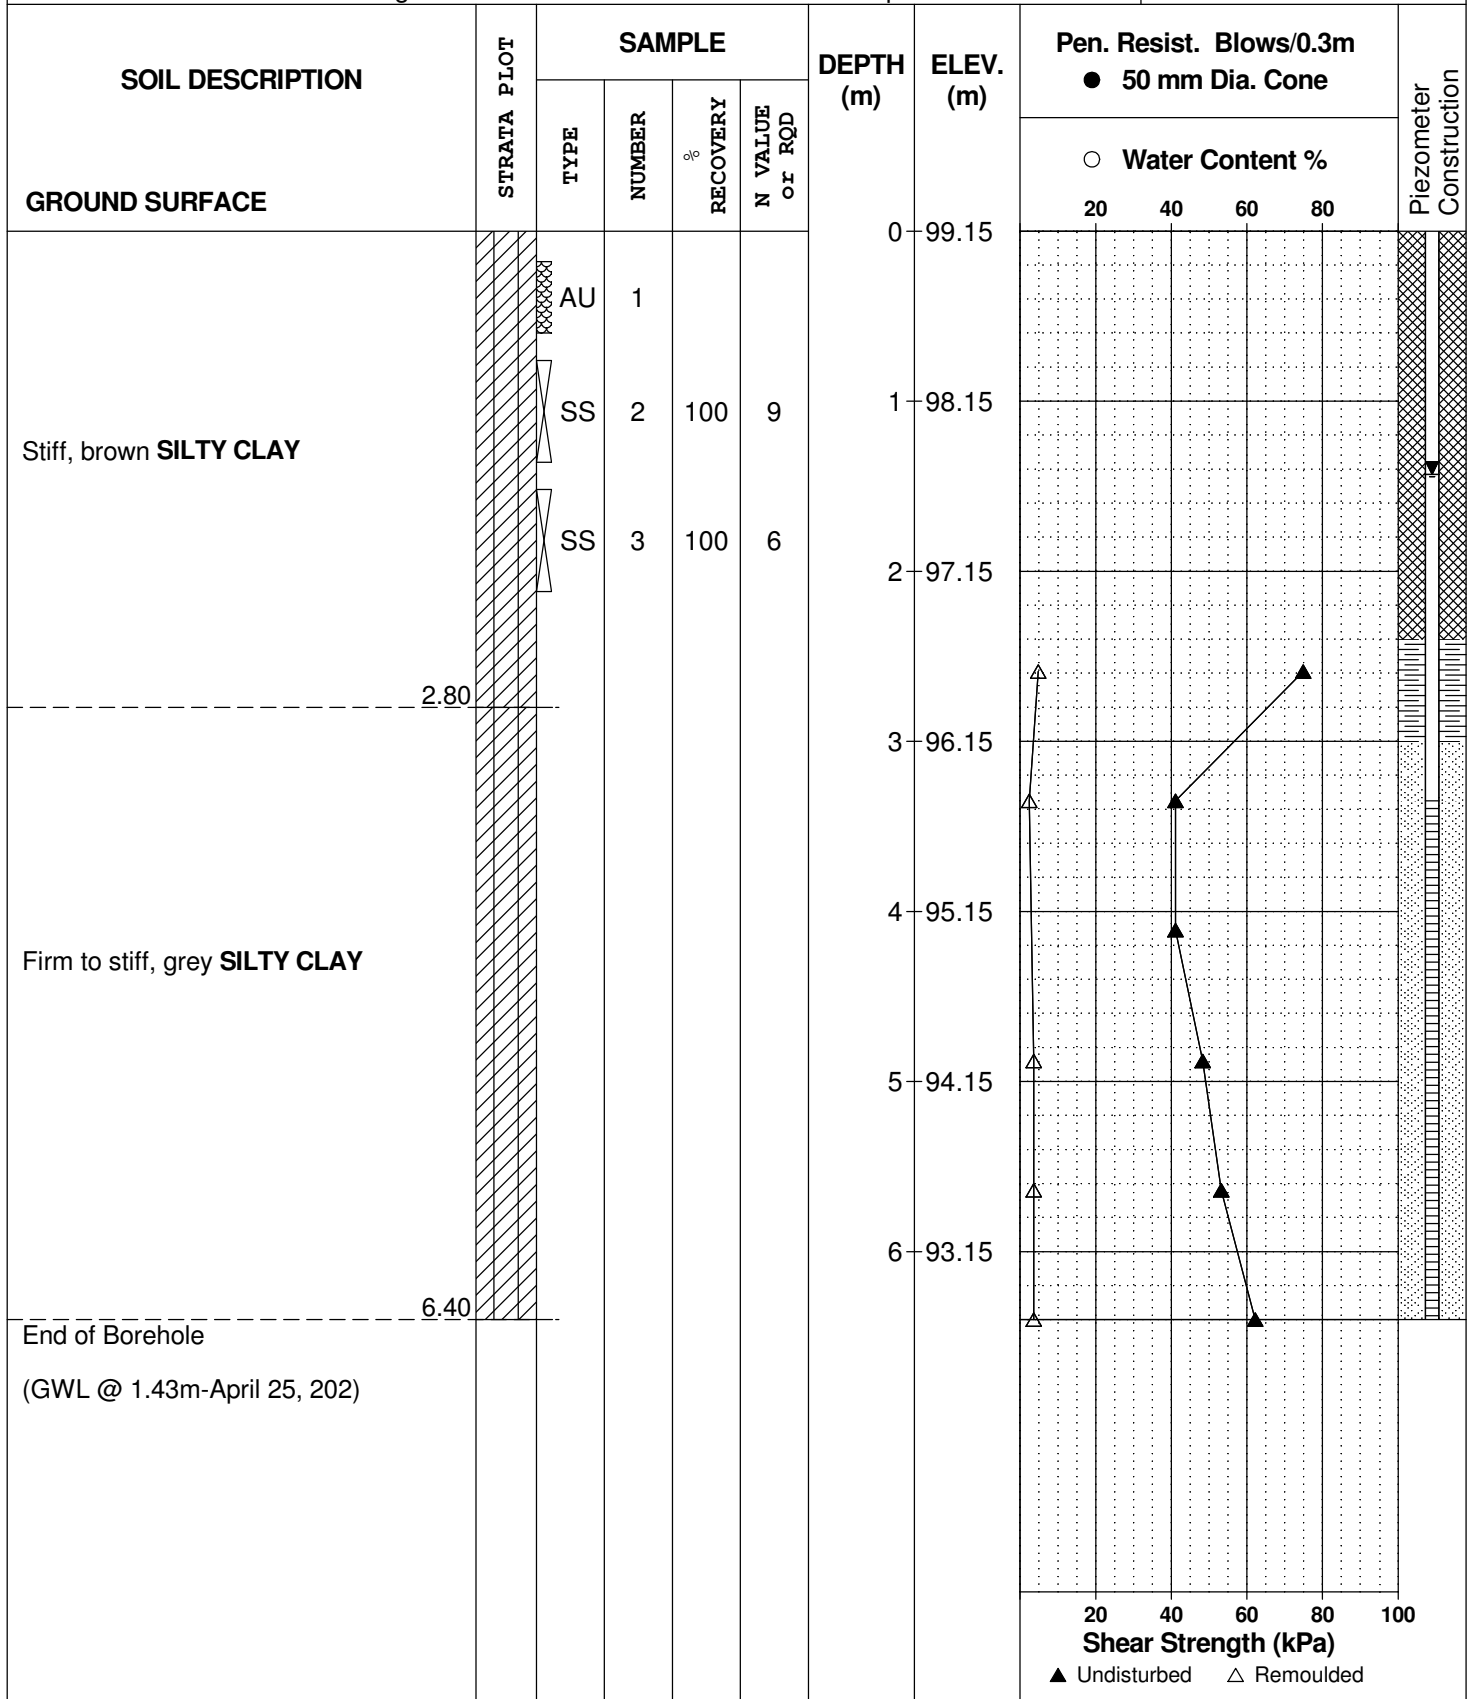 SOIL DESCRIPTION
GROUND SURFACE
STRATA PLOT
SAMPLE
TYPE
NUMBER
%
RECOVERY
N VALUE
or RQD
DEPTH
(m)
ELEV.
(m)
Pen. Resist. Blows/0.3m
● 50 mm Dia. Cone
○ Water Content %
20 40 60 80
Piezometer
Construction
0 99.15
AU 1
1 98.15
SS 2 100 9
Stiff, brown SILTY CLAY
SS 3 100 6
2 97.15
2.80
3 96.15
4 95.15
Firm to stiff, grey SILTY CLAY
5 94.15
6 93.15
6.40
End of Borehole
(GWL @ 1.43m-April 25, 202)
20 40 60 80 100
Shear Strength (kPa)
▲ Undisturbed △ Remoulded